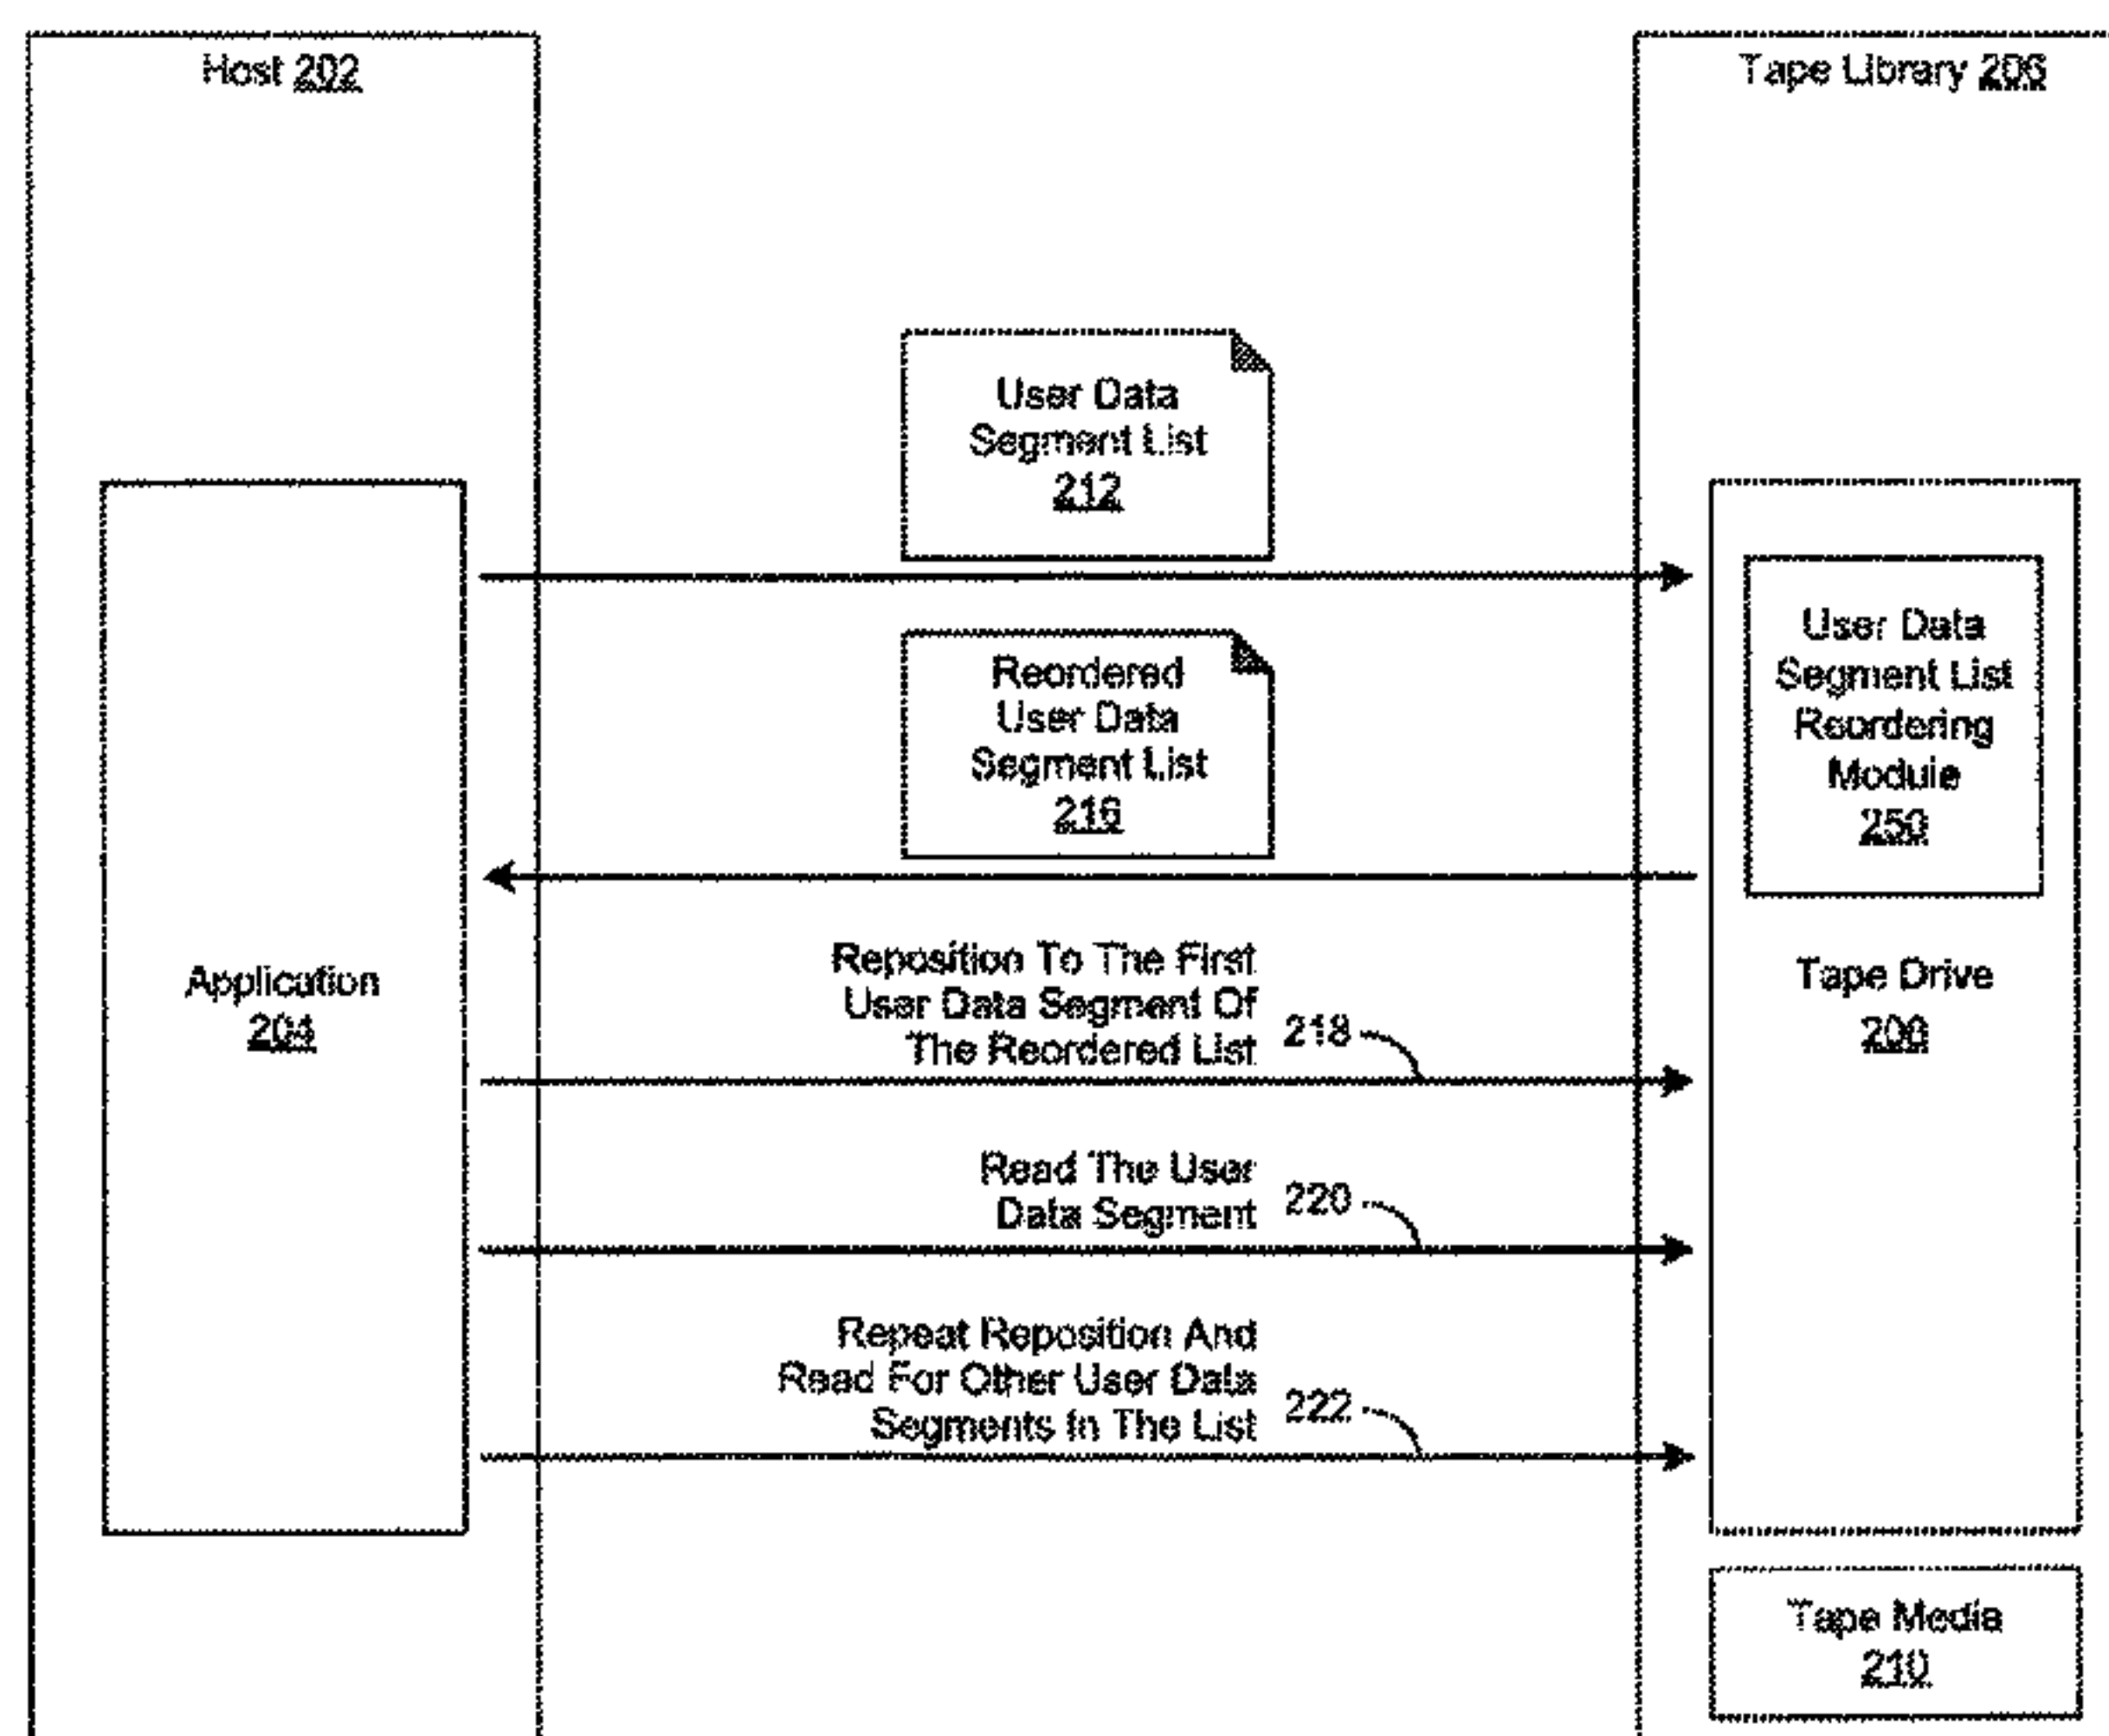 Host 202
Tape Library 206
User Data
Segment List
212
User Data
Segment List
Reordering
Module
250
Reordered
User Data
Segment List
216
Application
204
Tape Drive
200
Reposition To The First
User Data Segment Of
The Reordered List
218
Read The User
Data Segment
220
Repeat Reposition And
Read For Other User Data
Segments In The List
222
Tape Media
210